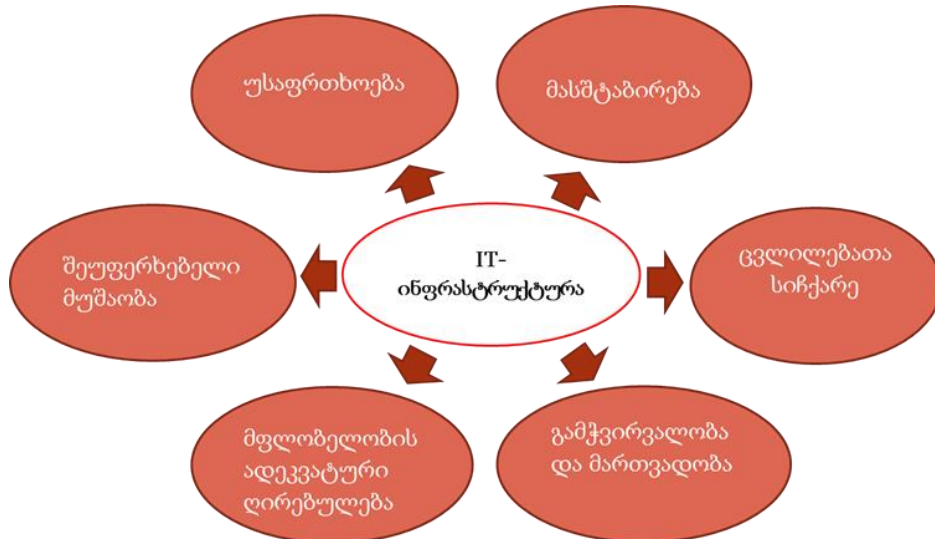 უსაფრთხოება
მასშტაბირება
შეუფერხებელი
მუშაობა
IT-
ინფრასტრუქტურა
ცვლილებათა
სიჩქარე
მფლობელობის
ადეკვატური
ღირებულება
გამჭვირვალობა
და მართვადობა